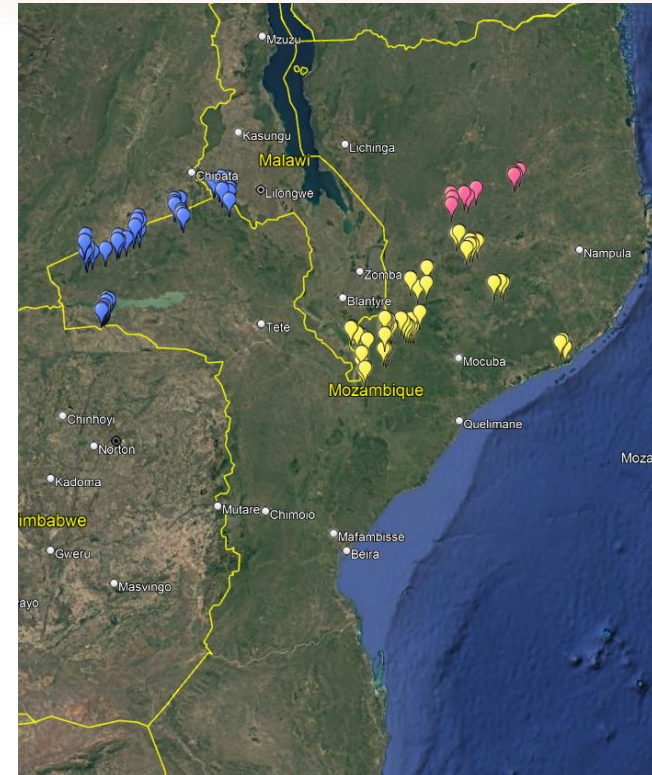 Mzuzu
Kasungu
Lichinga
Malawi
Chipata
Lilongwe
Nampula
Zomba
Blantyre
Tete
Mocuba
Mozambique
Chinhoyi
Quelimane
Norton
Moza
Kadoma
Mutare
Chimoio
imbabwe
Mafambisse
Gweru
Beira
Masvingo
ayo